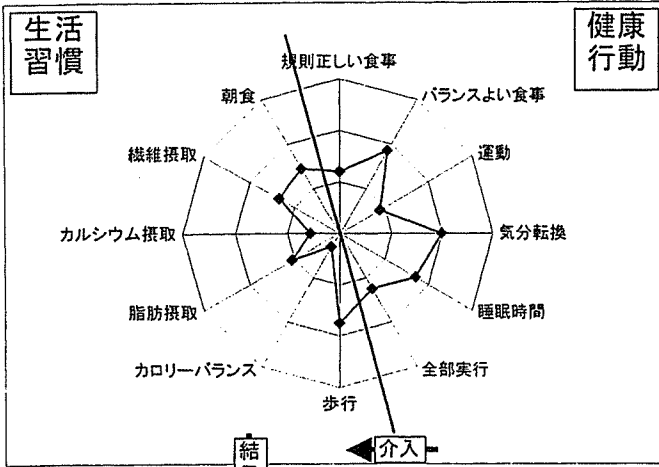 生活
習慣
健康
行動
規則正しい食事
バランスよい食事
運動
気分転換
睡眠時間
全部実行
歩行
カロリーバランス
脂肪摂取
カルシウム摂取
繊維摂取
朝食
介入
結